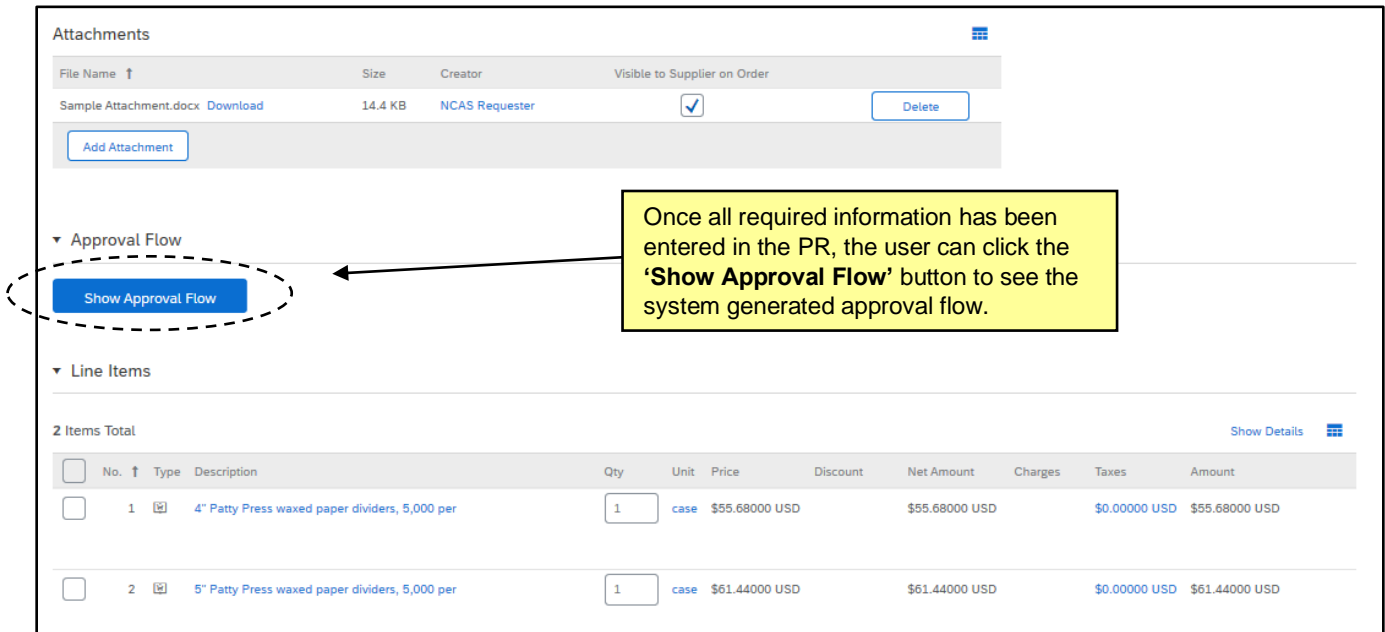 Attachments
File Name ↑ Size Creator Visible to Supplier on Order
Sample Attachment.docx Download 14.4 KB NCAS Requester Delete
Add Attachment
Once all required information has been
entered in the PR, the user can click the
‘Show Approval Flow’ button to see the
system generated approval flow.
Approval Flow
Show Approval Flow
Line Items
2 Items Total Show Details
No. ↑ Type Description Qty Unit Price Discount Net Amount Charges Taxes Amount
1 4" Patty Press waxed paper dividers, 5,000 per 1 case $55.68000 USD $55.68000 USD $0.00000 USD $55.68000 USD
2 5" Patty Press waxed paper dividers, 5,000 per 1 case $61.44000 USD $61.44000 USD $0.00000 USD $61.44000 USD